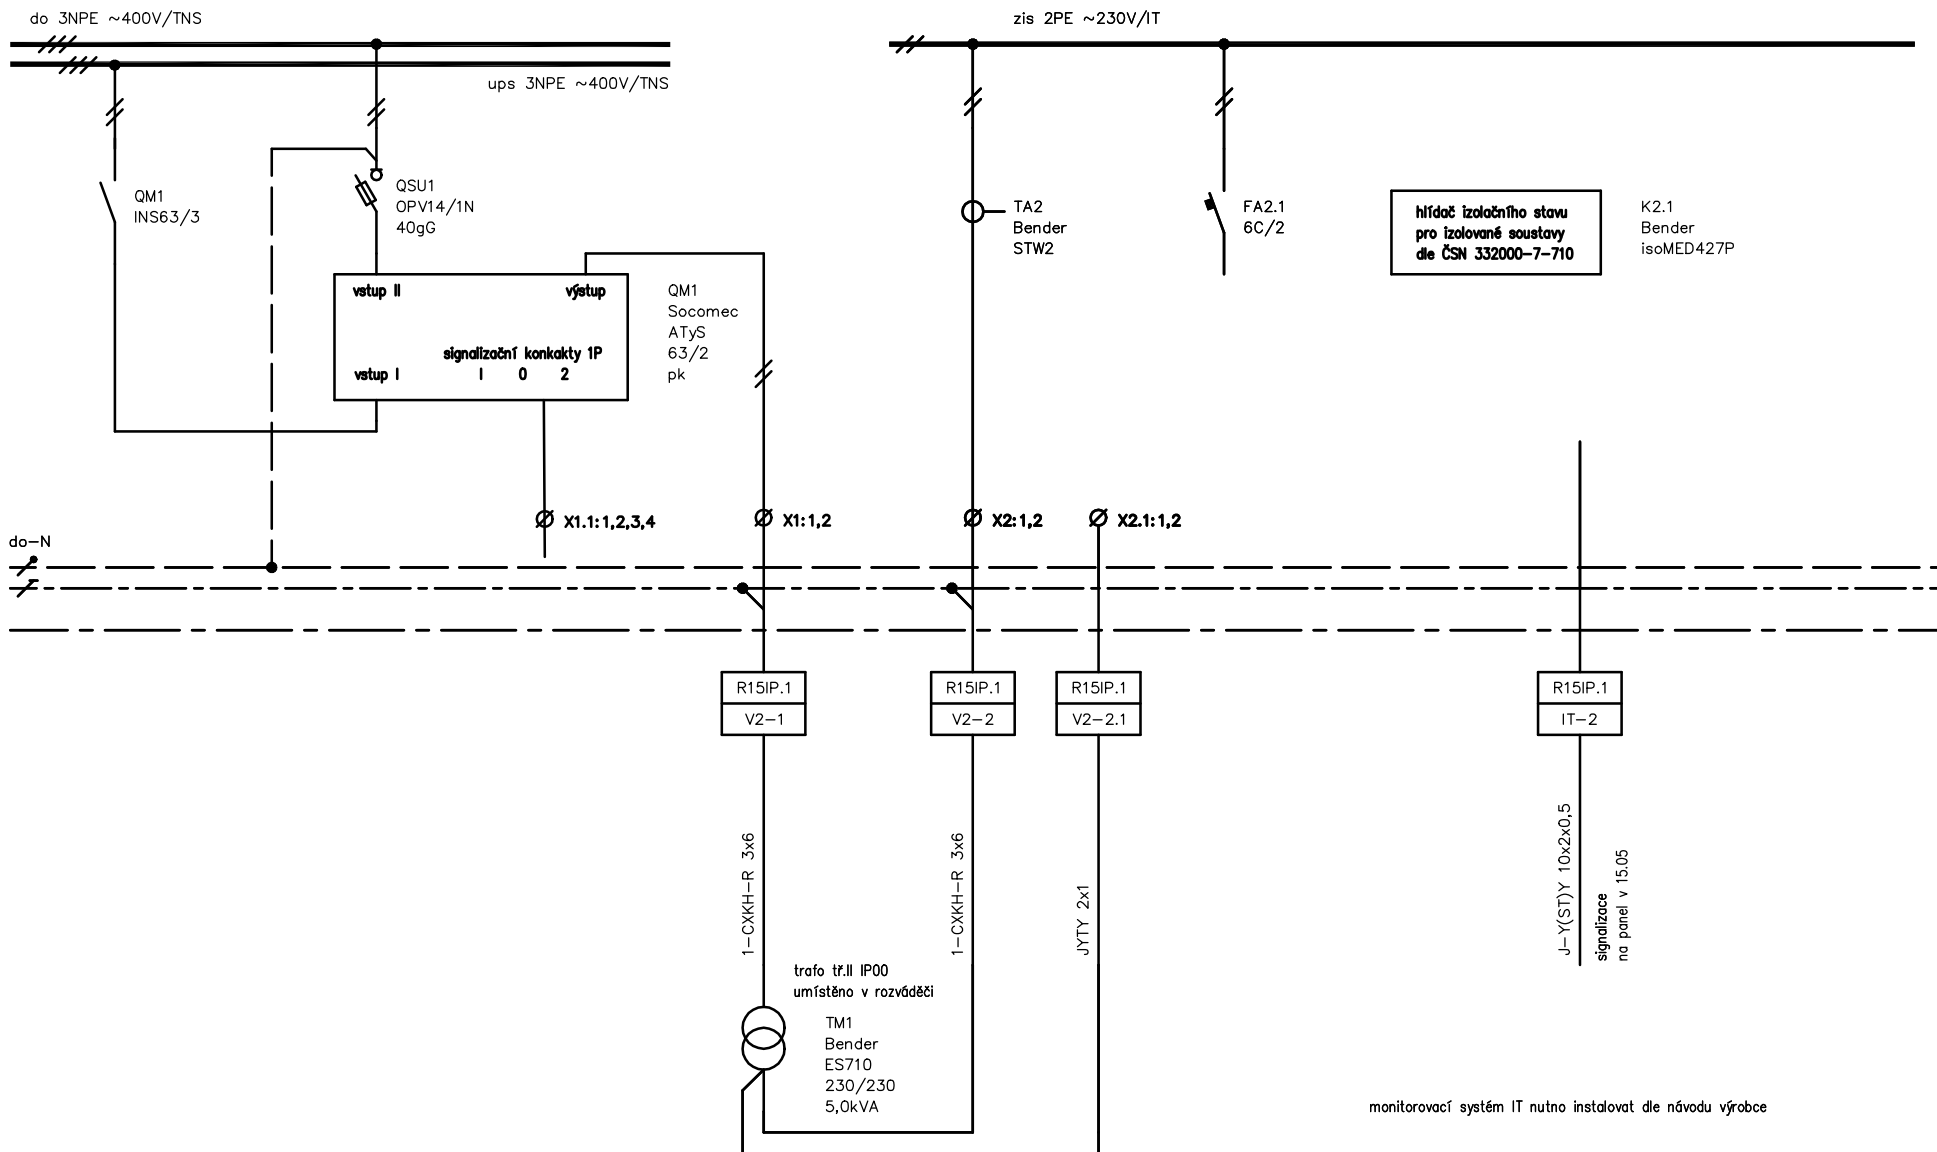 do 3NPE ~400V/TNS
zis 2PE ~230V/IT
ups 3NPE ~400V/TNS
QM1
INS63/3
QSU1
OPV14/1N
40gG
TA2
Bender
STW2
FA2.1
6C/2
hlídač izolačního stavu
pro izolované soustavy
dle ČSN 332000-7-710
K2.1
Bender
isoMED427P
vstup II
výstup
signalizační konkakty 1P
vstup I
I 0 2
QM1
Socomec
ATyS
63/2
pk
X1.1:1,2,3,4
X1:1,2
X2:1,2
X2.1:1,2
do-N
R15IP.1
V2-1
R15IP.1
V2-2
R15IP.1
V2-2.1
R15IP.1
IT-2
1-CXKH-R 3x6
1-CXKH-R 3x6
JYTY 2x1
J-Y(ST)Y 10x2x0,5
signalizace
na panel v 15.05
trafo tř.II IP00
umístěno v rozváděči
TM1
Bender
ES710
230/230
5,0kVA
monitorovací systém IT nutno instalovat dle návodu výrobce